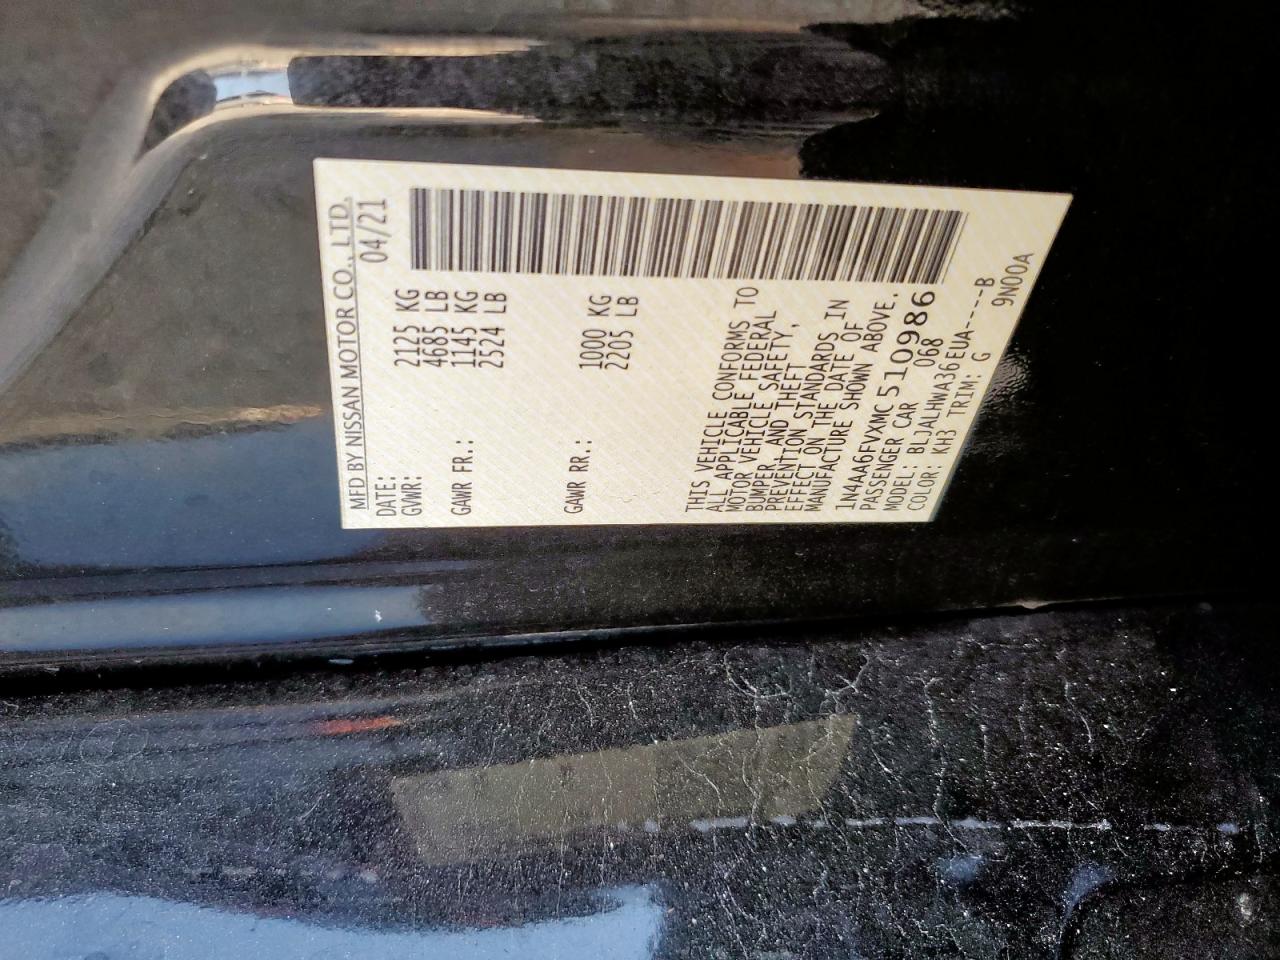 MFD BY NISSAN MOTOR CO., LTD.
DATE: 04/21
GVWR: 2125 KG
4685 LB
GAWR FR.: 1145 KG
2524 LB
GAWR RR.: 1000 KG
2205 LB
THIS VEHICLE CONFORMS TO
ALL APPLICABLE FEDERAL
MOTOR VEHICLE SAFETY,
BUMPER, AND THEFT
PREVENTION STANDARDS IN
EFFECT ON THE DATE OF
MANUFACTURE SHOWN ABOVE.
1N4AA6FVXMC510986
PASSENGER CAR 068
MODEL: BLJALHWA36EUA-----B
COLOR: KH3 TRIM: G 9N00A